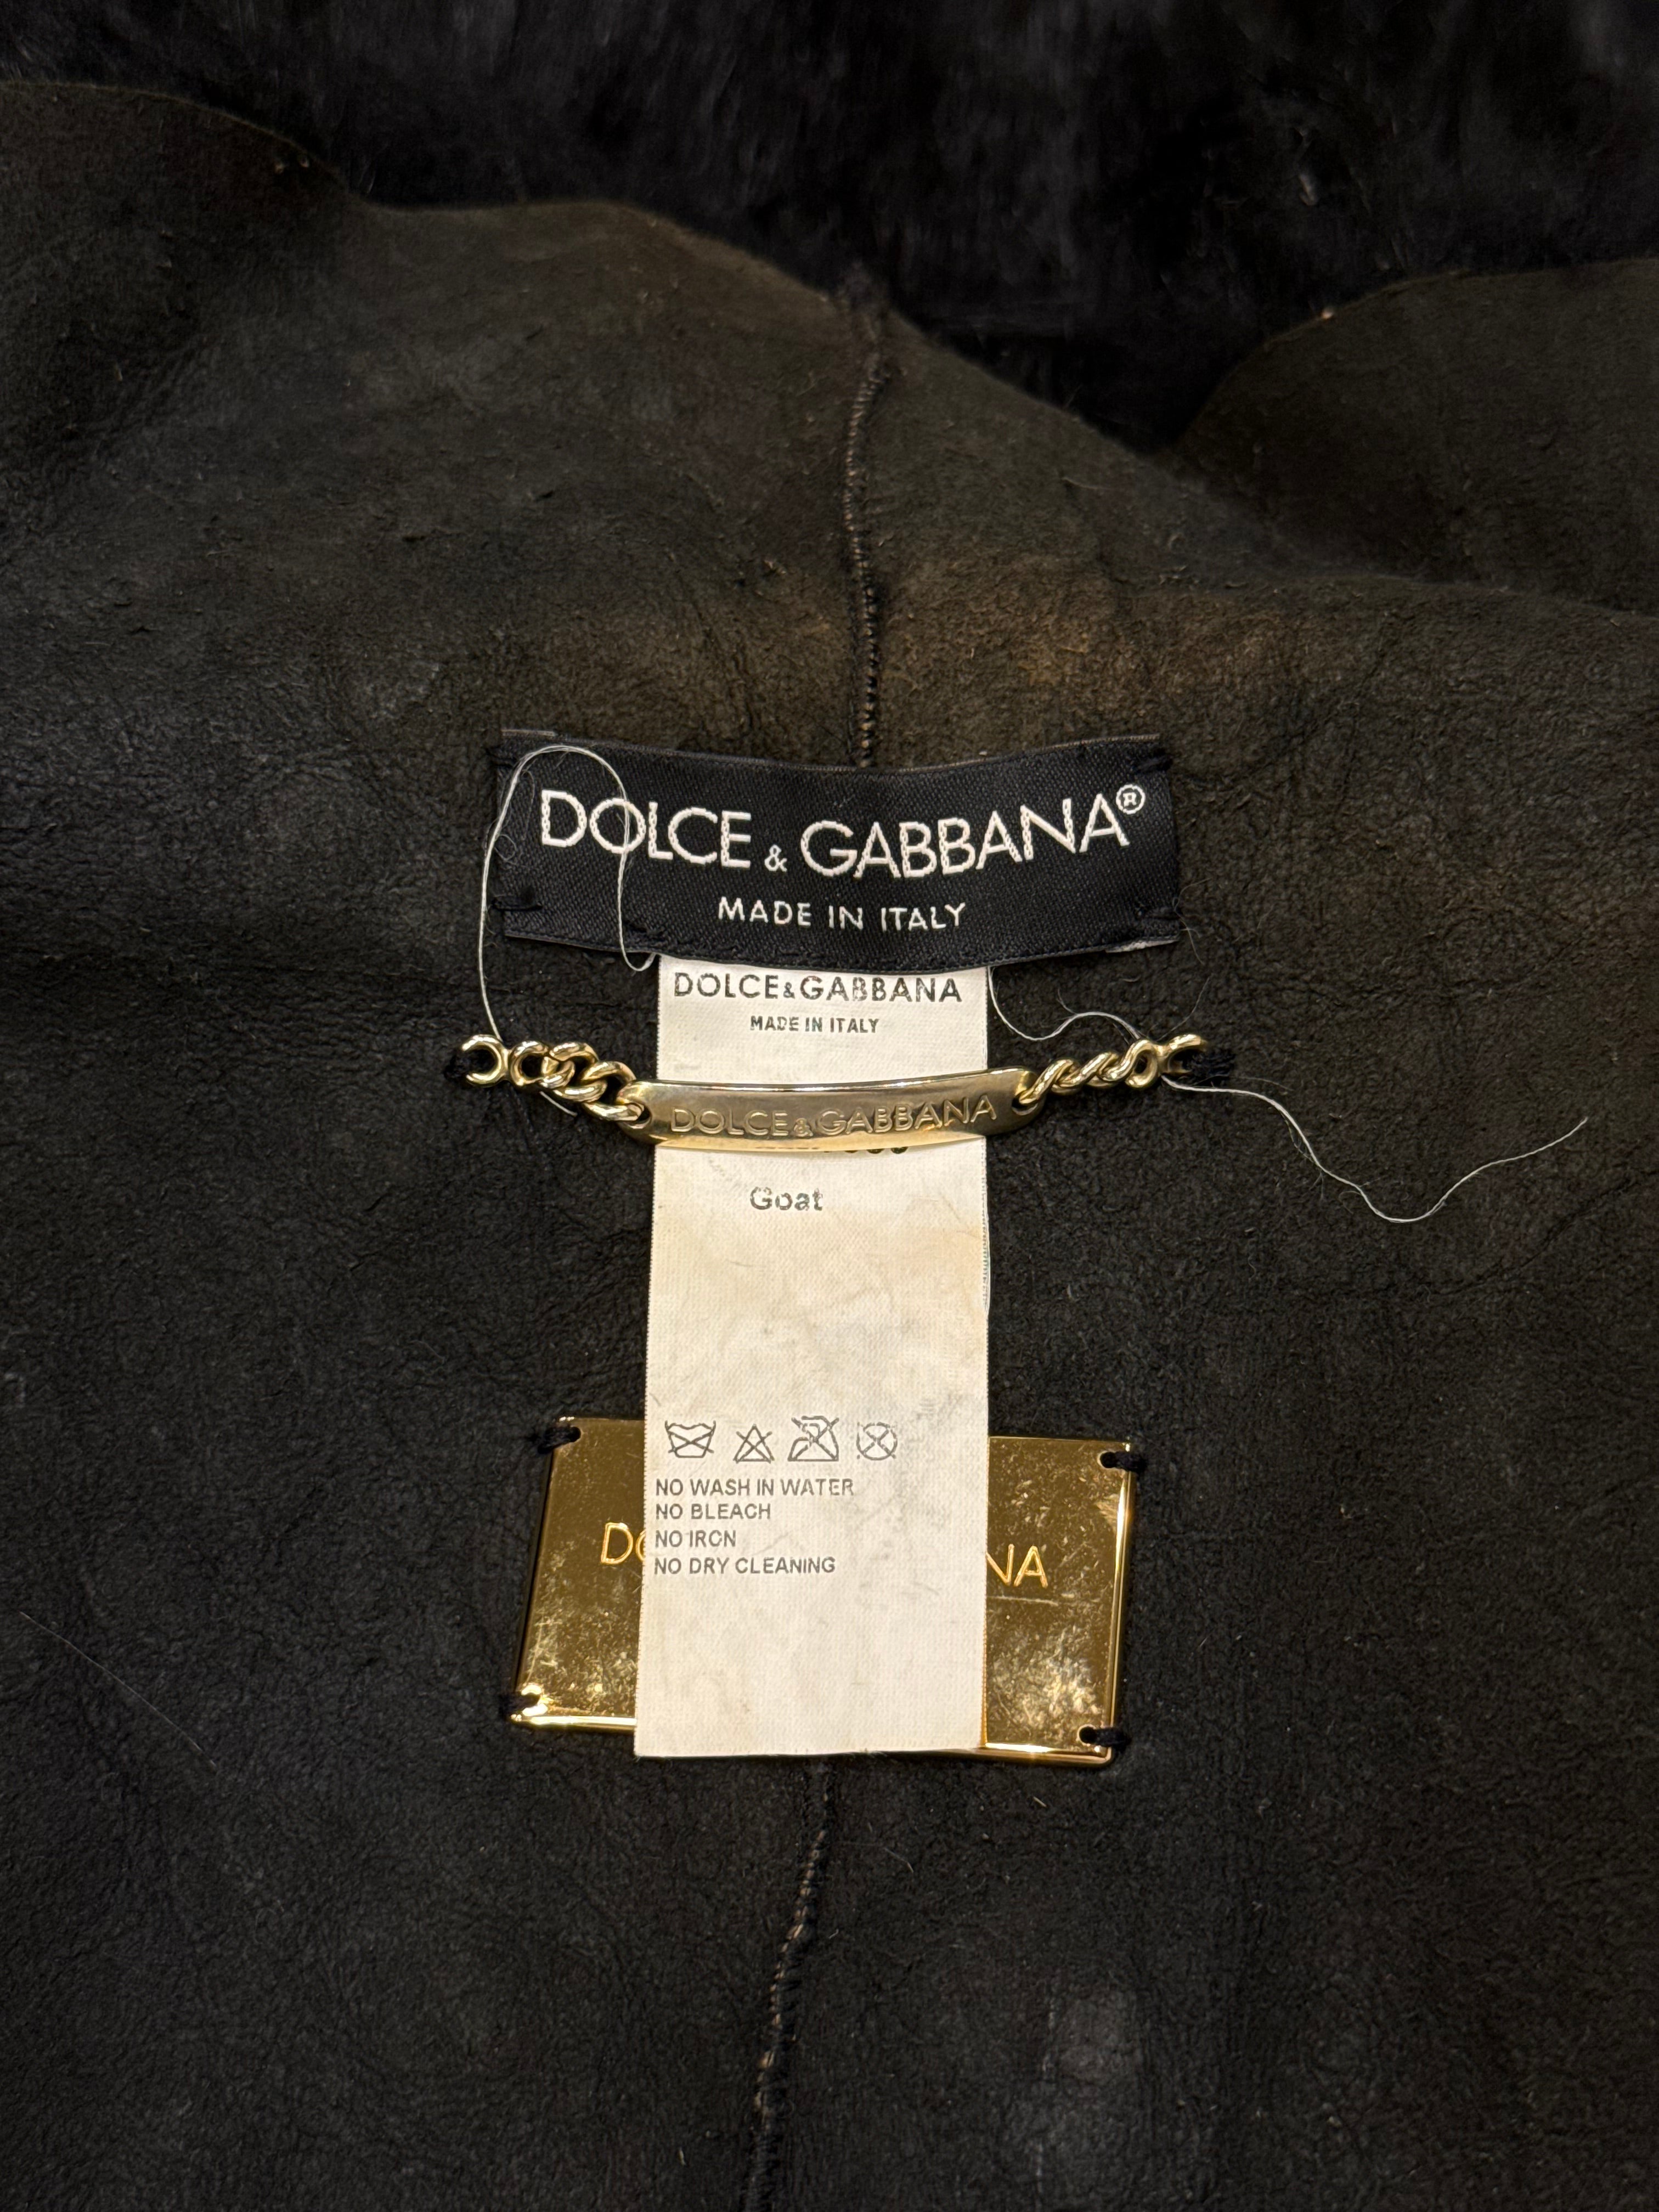 DOLCE & GABBANA®
MADE IN ITALY
DOLCE&GABBANA
MADE IN ITALY
DOLCE&GABBANA
Goat
NO WASH IN WATER
NO BLEACH
NO IRON
NO DRY CLEANING